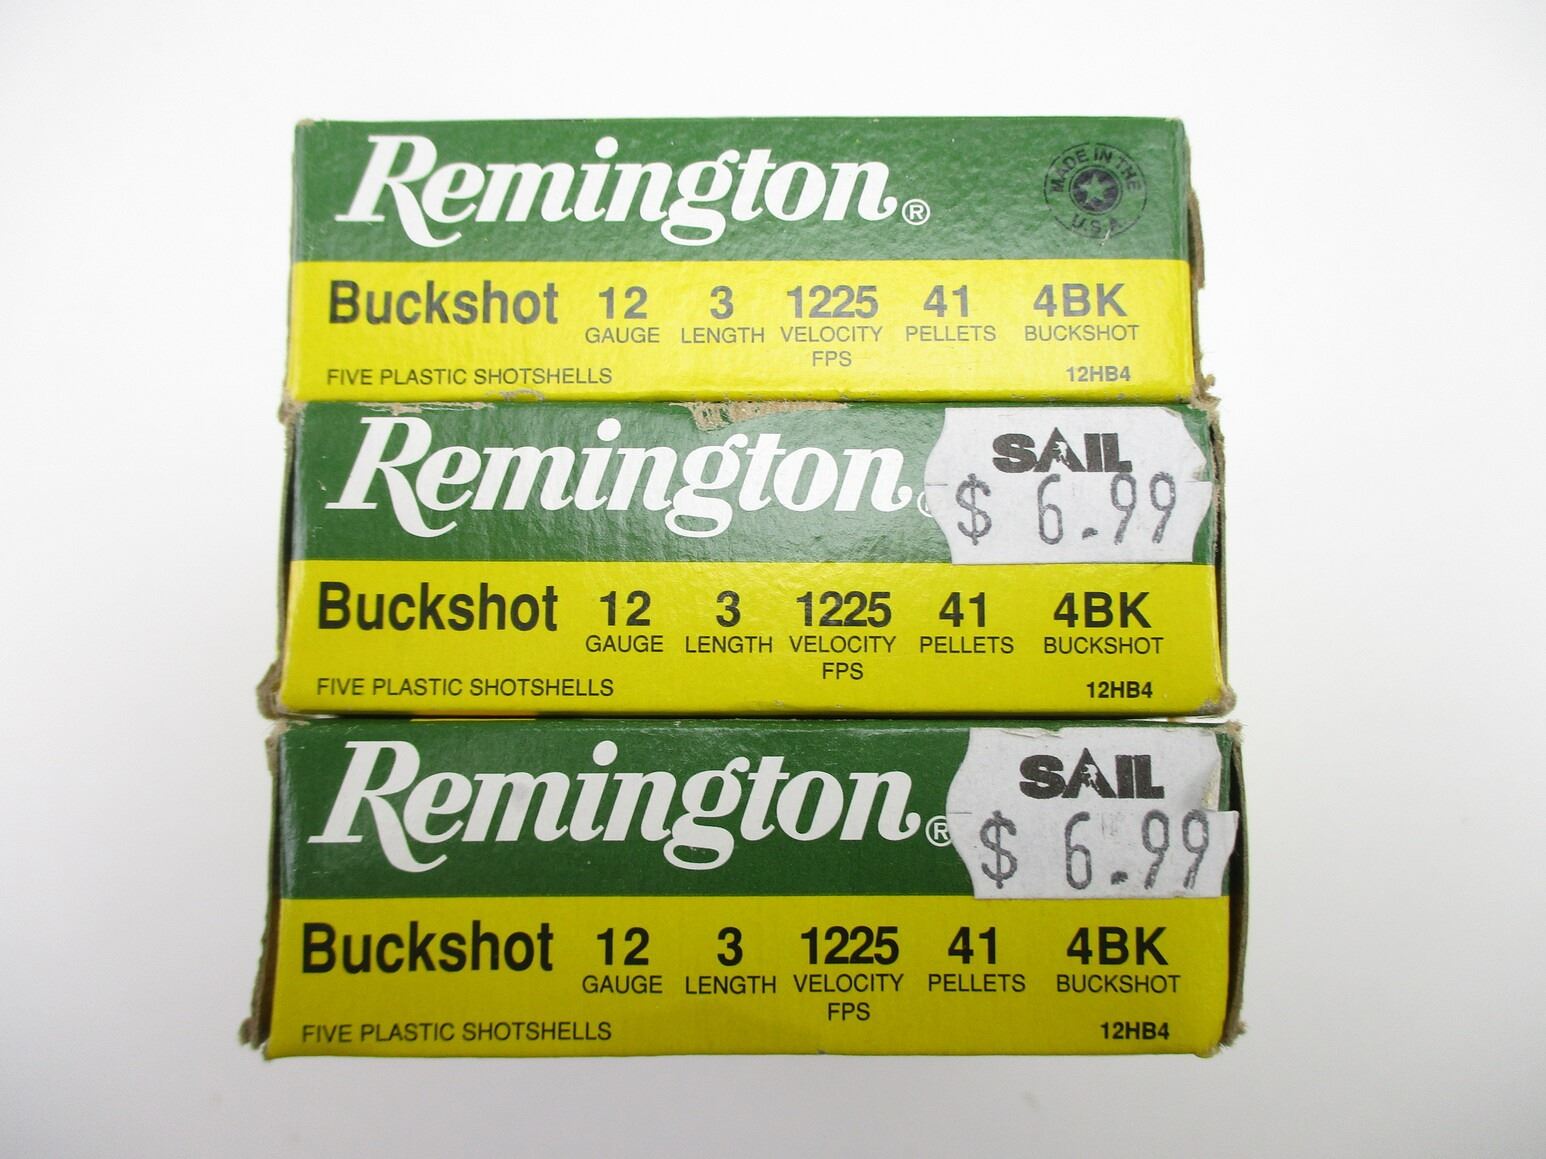 Remington®
MADE IN THE
U.S.A
Buckshot 12 3 1225 41 4BK
GAUGE LENGTH VELOCITY PELLETS BUCKSHOT
FPS
FIVE PLASTIC SHOTSHELLS 12HB4
Remington
SAIL
$ 6.99
Buckshot 12 3 1225 41 4BK
GAUGE LENGTH VELOCITY PELLETS BUCKSHOT
FPS
FIVE PLASTIC SHOTSHELLS 12HB4
Remington®
SAIL
$ 6.99
Buckshot 12 3 1225 41 4BK
GAUGE LENGTH VELOCITY PELLETS BUCKSHOT
FPS
FIVE PLASTIC SHOTSHELLS 12HB4